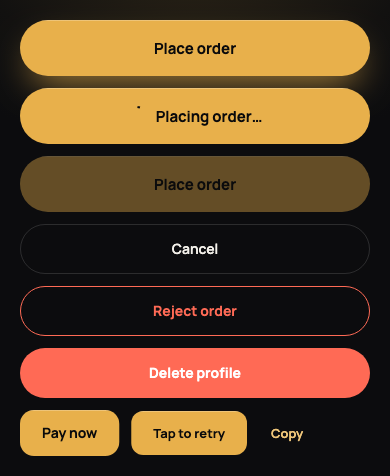 Place order
Placing order…
Place order
Cancel
Reject order
Delete profile
Pay now
Tap to retry
Copy